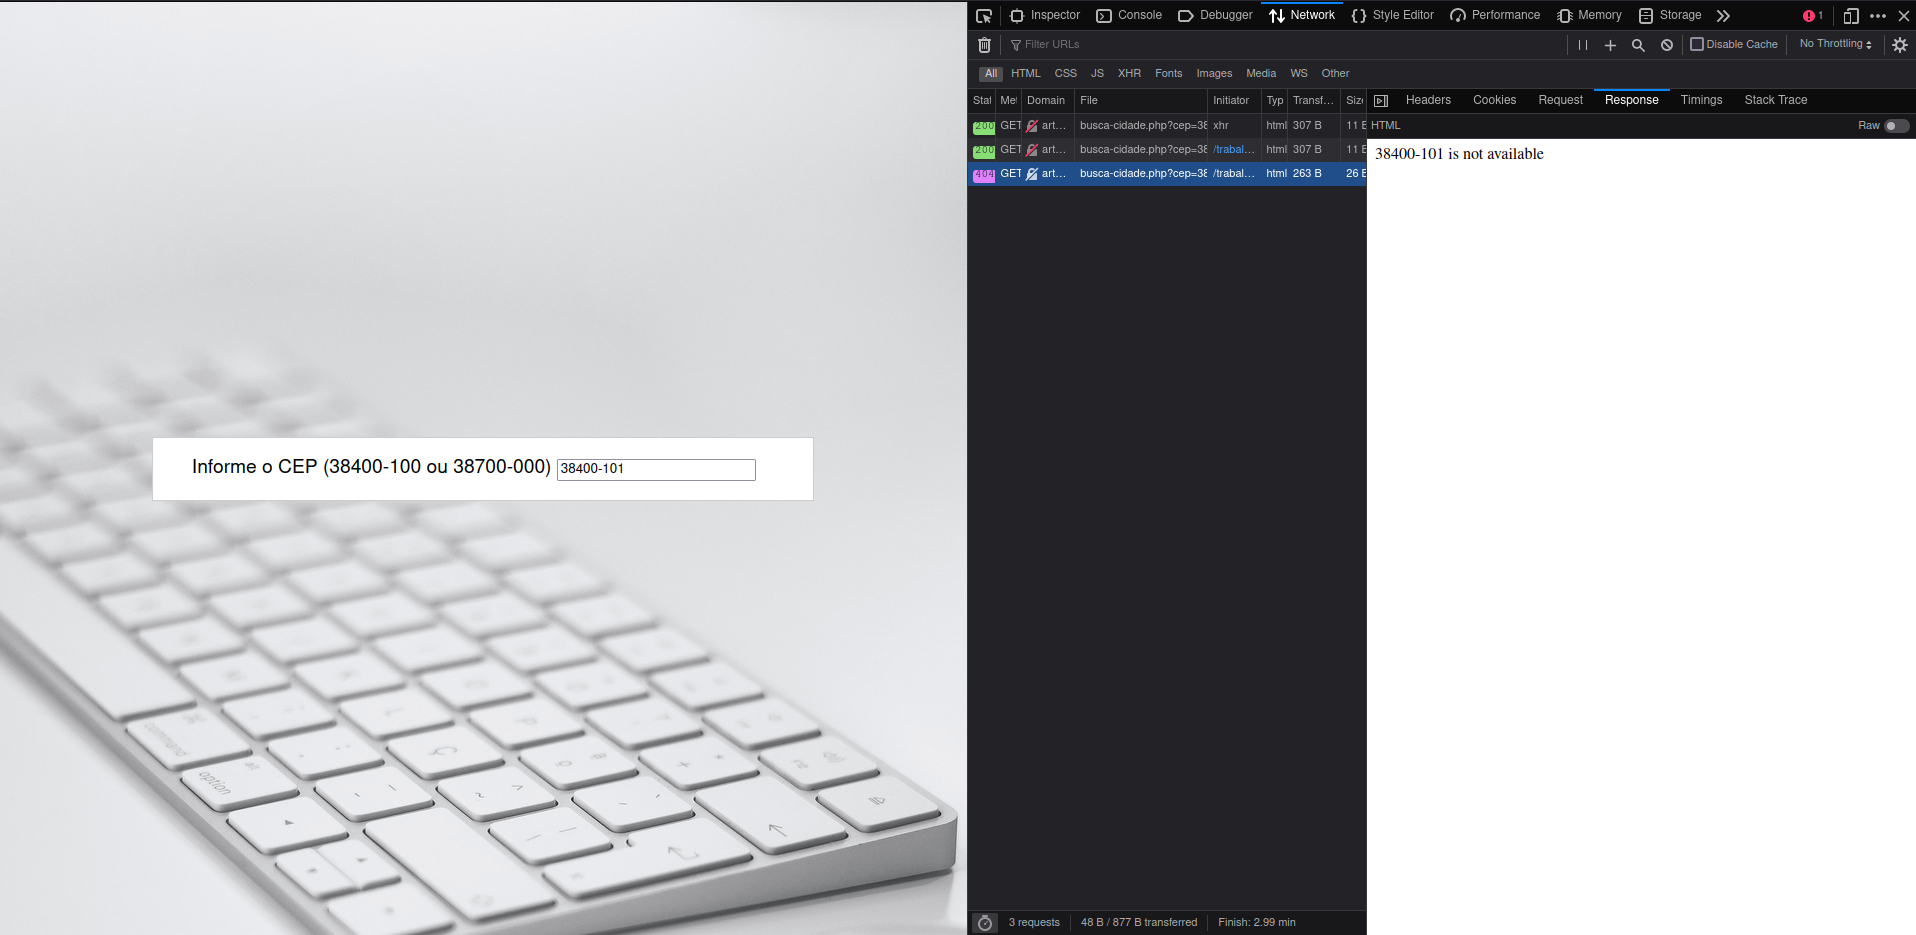 Inspector Console Debugger Network Style Editor Performance Memory Storage 1
Filter URLs Disable Cache No Throttling
All HTML CSS JS XHR Fonts Images Media WS Other
Stat Met Domain File Initiator Typ Transf… Size
Headers Cookies Request Response Timings Stack Trace
200 GET art… busca-cidade.php?cep=38 xhr html 307 B 11 B
200 GET art… busca-cidade.php?cep=38 /trabal… html 307 B 11 B
404 GET art… busca-cidade.php?cep=38 /trabal… html 263 B 26 B
HTML Raw
38400-101 is not available
Informe o CEP (38400-100 ou 38700-000) 38400-101
command
alt
option
3 requests 48 B / 877 B transferred Finish: 2.99 min